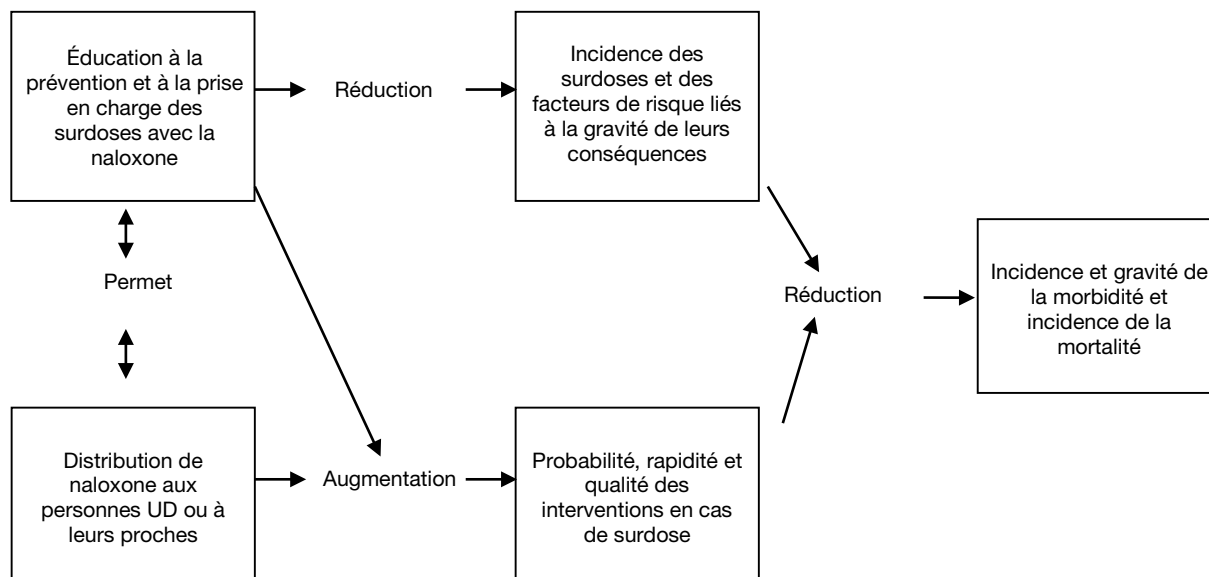 Éducation à la
prévention et à la prise
en charge des
surdoses avec la
naloxone
Réduction
Incidence des
surdoses et des
facteurs de risque liés
à la gravité de leurs
conséquences
Permet
Réduction
Incidence et gravité de
la morbidité et
incidence de la
mortalité
Distribution de
naloxone aux
personnes UD ou à
leurs proches
Augmentation
Probabilité, rapidité et
qualité des
interventions en cas
de surdose